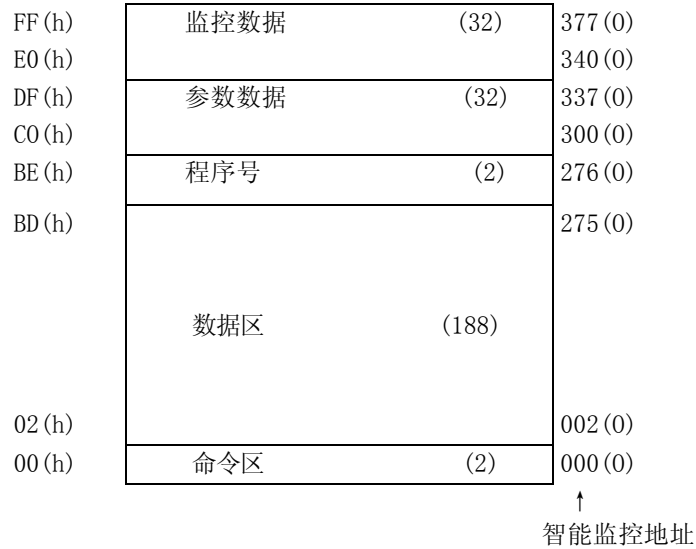 FF(h) 监控数据 (32) 377(0)
E0(h) 340(0)
DF(h) 参数数据 (32) 337(0)
C0(h) 300(0)
BE(h) 程序号 (2) 276(0)
BD(h) 275(0)
数据区 (188)
02(h) 002(0)
00(h) 命令区 (2) 000(0)
↑
智能监控地址